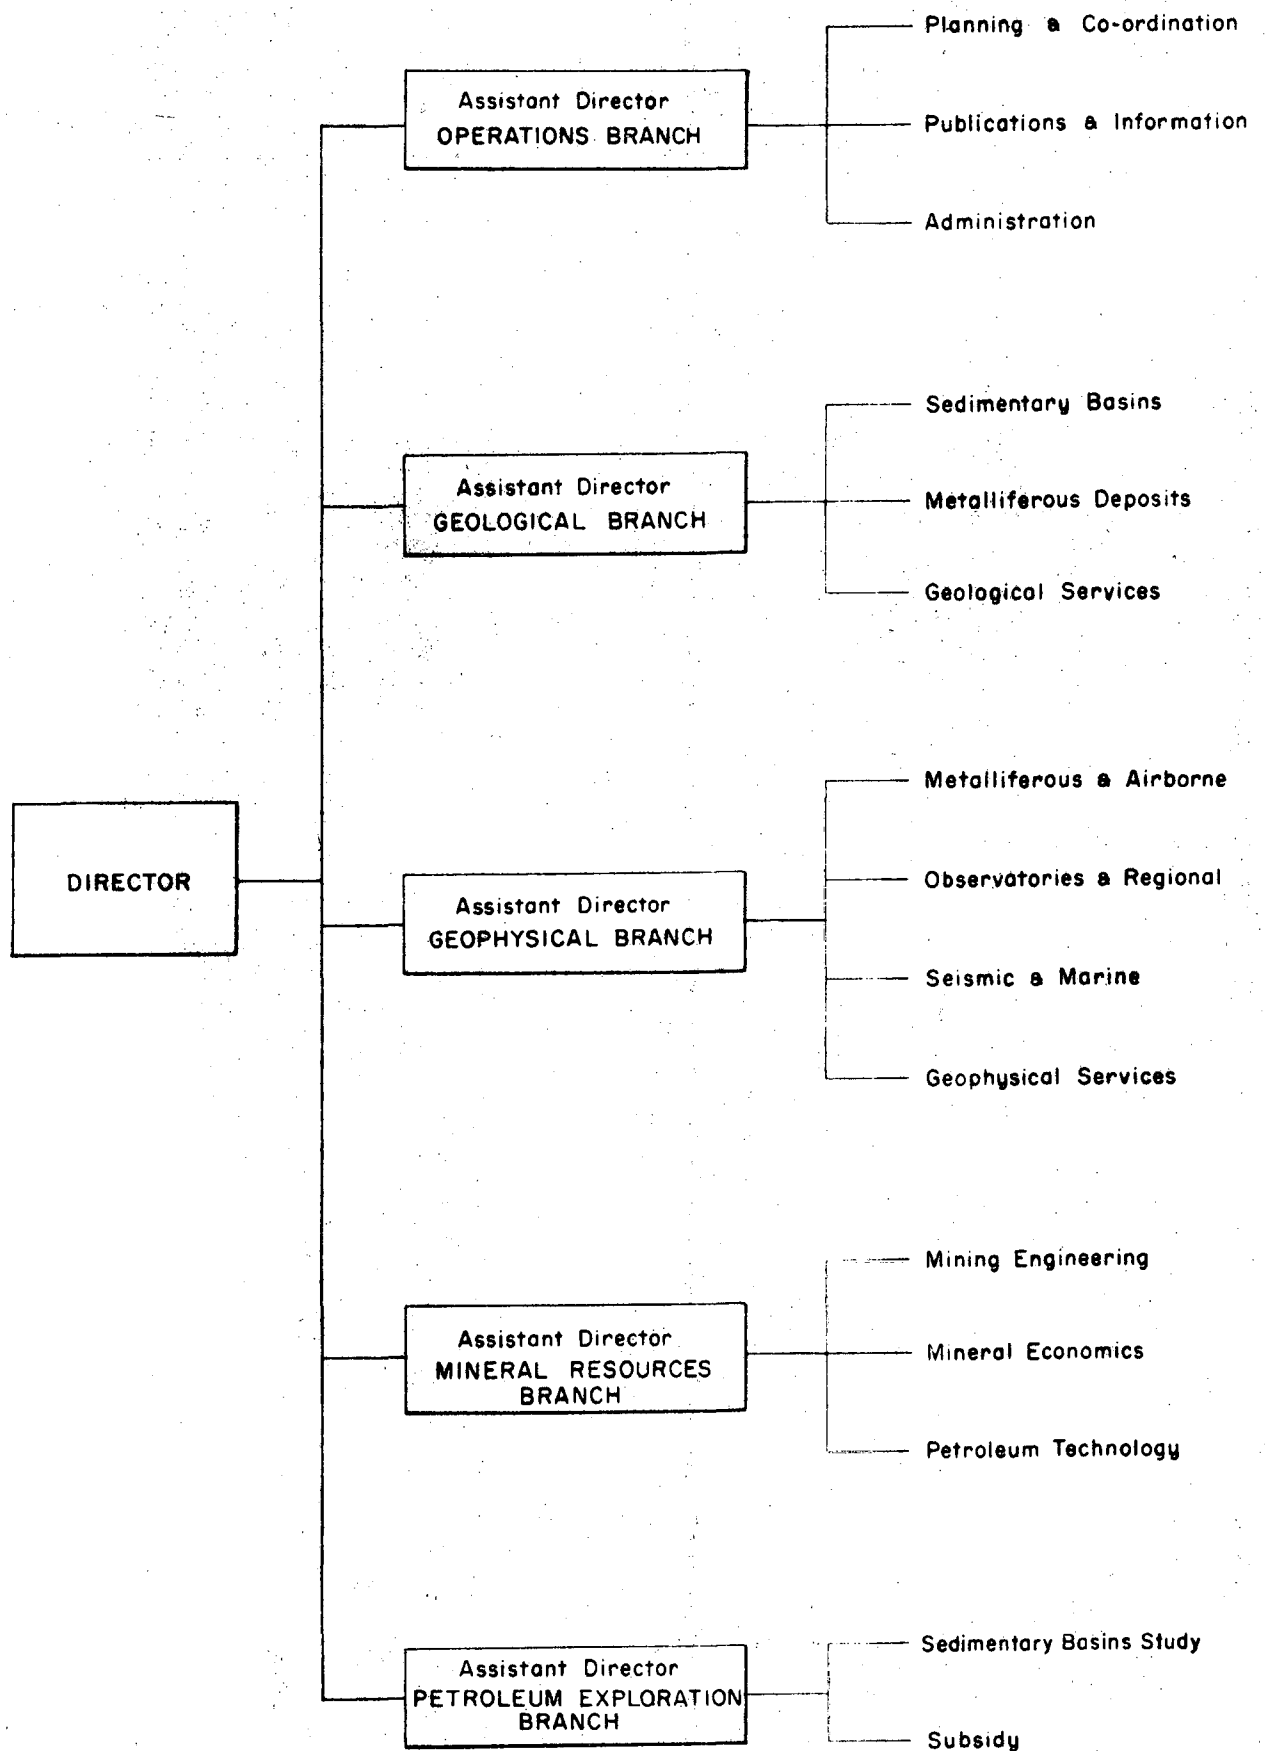 Planning & Co-ordination
Assistant Director
OPERATIONS BRANCH
Publications & Information
Administration
Sedimentary Basins
Assistant Director
GEOLOGICAL BRANCH
Metalliferous Deposits
Geological Services
Metalliferous & Airborne
DIRECTOR
Observatories & Regional
Assistant Director
GEOPHYSICAL BRANCH
Seismic & Marine
Geophysical Services
Mining Engineering
Assistant Director
MINERAL RESOURCES
BRANCH
Mineral Economics
Petroleum Technology
Sedimentary Basins Study
Assistant Director
PETROLEUM EXPLORATION
BRANCH
Subsidy